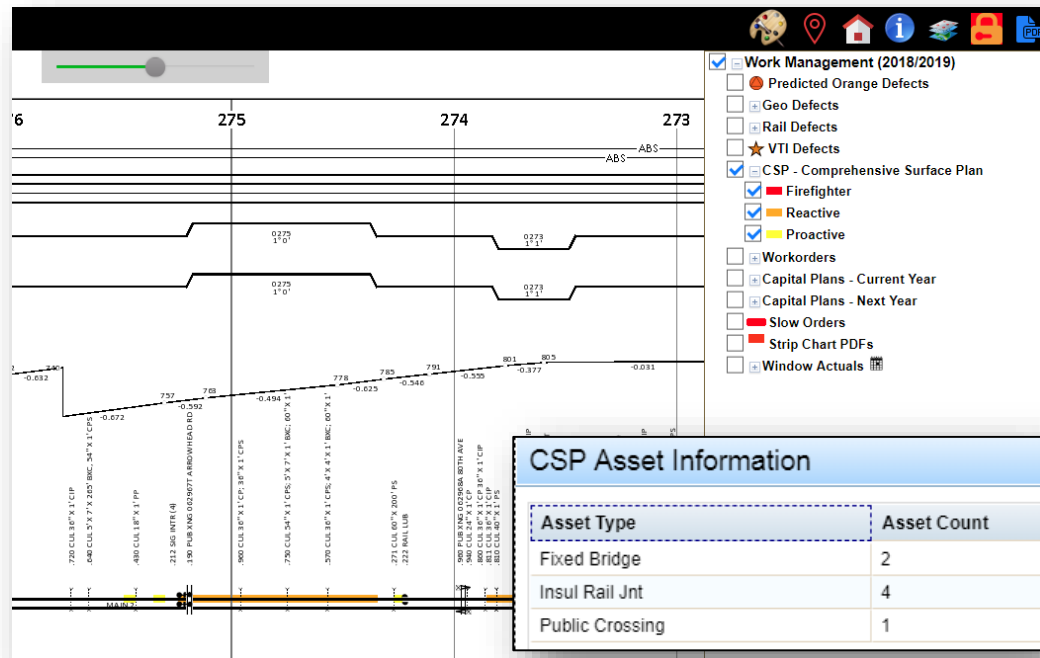 PDF
Work Management (2018/2019)
Predicted Orange Defects
Geo Defects
Rail Defects
VTI Defects
CSP - Comprehensive Surface Plan
Firefighter
Reactive
Proactive
Workorders
Capital Plans - Current Year
Capital Plans - Next Year
Slow Orders
Strip Chart PDFs
Window Actuals
6 275 274 273
ABS
ABS
0275
1°0'
0273
1°1'
0275
1°0'
0273
1°1'
757 763 778 785 791 801 805
-0.632 -0.672 -0.592 -0.494 -0.625 -0.546 -0.555 -0.377 -0.031
.720 CUL 36"X 1'CIP
.640 CUL 5'X 7'X 265' BXC, 54"X 1'CPS
.430 CUL 18"X 1'PP
.212 SIG INTR (4)
.190 PUB XNG 062967T ARROWHEAD RD
.960 CUL 36"X 1'CP; 36"X 1'CPS
.750 CUL 54"X 1'CPS; 5'X 7'X 1'BXC; 60"X 1'
.570 CUL 36"X 1'CPS; 4'X 4'X 1'BXC; 60"X 1'
.271 CUL 60"X 200'PS
.222 RAIL LUB
.980 PUB XNG 062968A 80TH AVE
.940 CUL 24"X 1'CP
.800 CUL 36"X 1'CP 36"X 1'CIP
.811 CUL 36"X 1'CIP
.810 CUL 40"X 1'PS
MAIN 2
CSP Asset Information
Asset Type Asset Count
Fixed Bridge 2
Insul Rail Jnt 4
Public Crossing 1